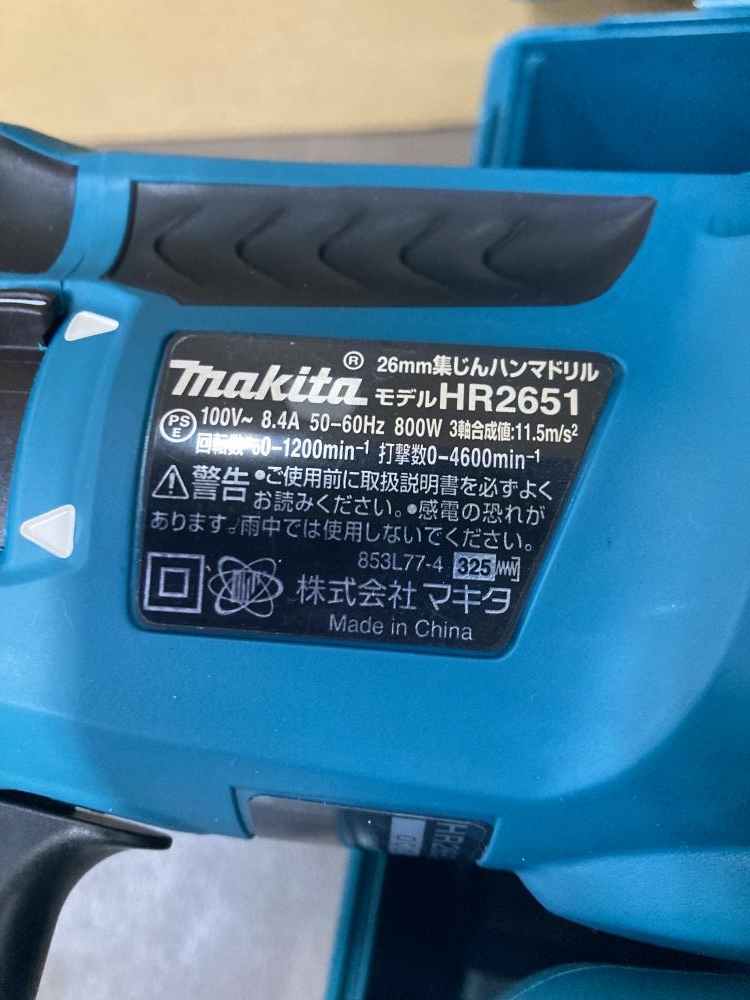 makita® 26mm集じんハンマドリル
モデルHR2651
PS
E
100V~ 8.4A 50-60Hz 800W 3軸合成値:11.5m/s²
回転数 0-1200min⁻¹ 打撃数0-4600min⁻¹
警告 •ご使用前に取扱説明書を必ずよく
お読みください。•感電の恐れが
あります。雨中では使用しないでください。
853L77-4 325
株式会社 マキタ
Made in China